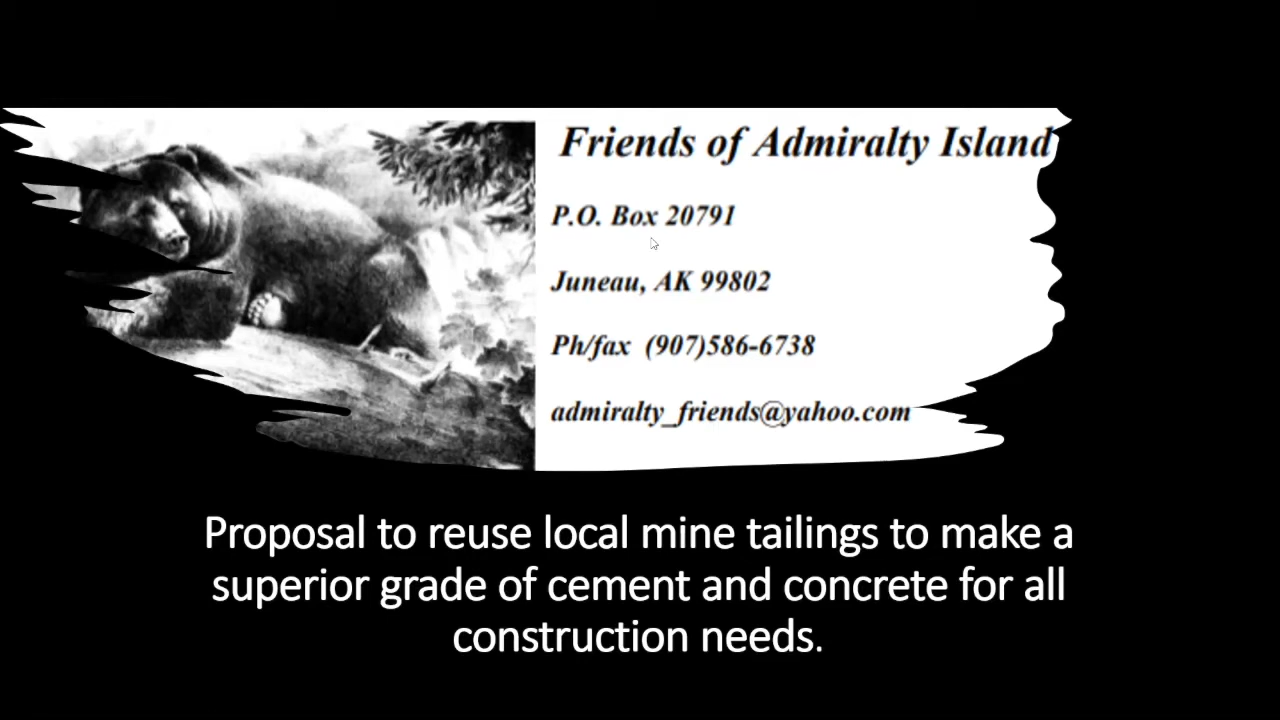 Friends of Admiralty Island
P.O. Box 20791
Juneau, AK 99802
Ph/fax (907)586-6738
admiralty_friends@yahoo.com
Proposal to reuse local mine tailings to make a
superior grade of cement and concrete for all
construction needs.